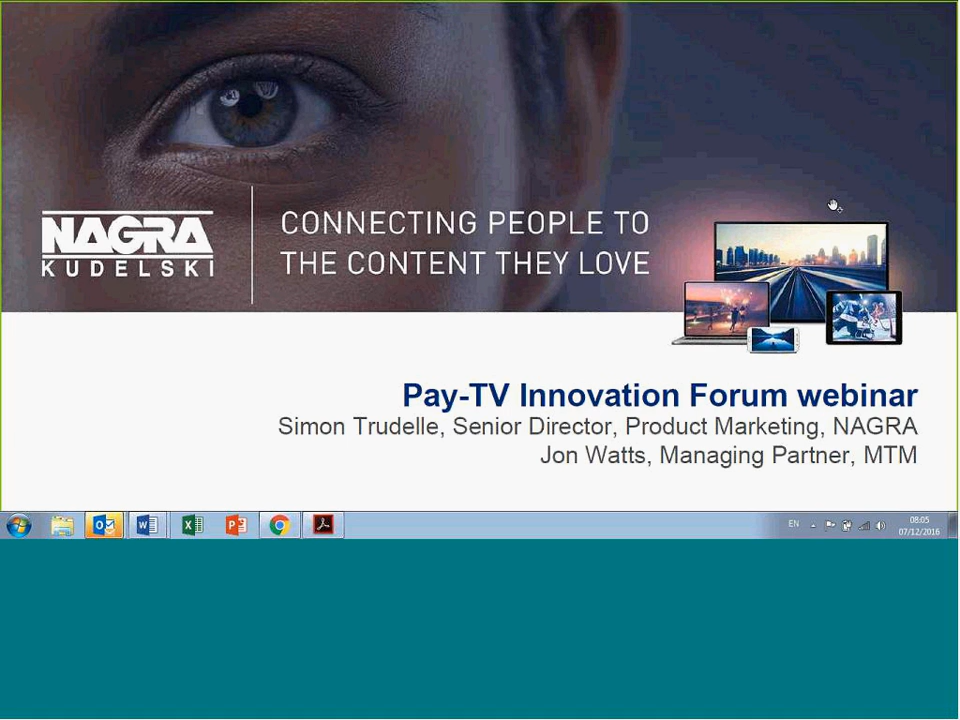 NAGRA
KUDELSKI
CONNECTING PEOPLE TO
THE CONTENT THEY LOVE
Pay-TV Innovation Forum webinar
Simon Trudelle, Senior Director, Product Marketing, NAGRA
Jon Watts, Managing Partner, MTM
EN
08:05
07/12/2016